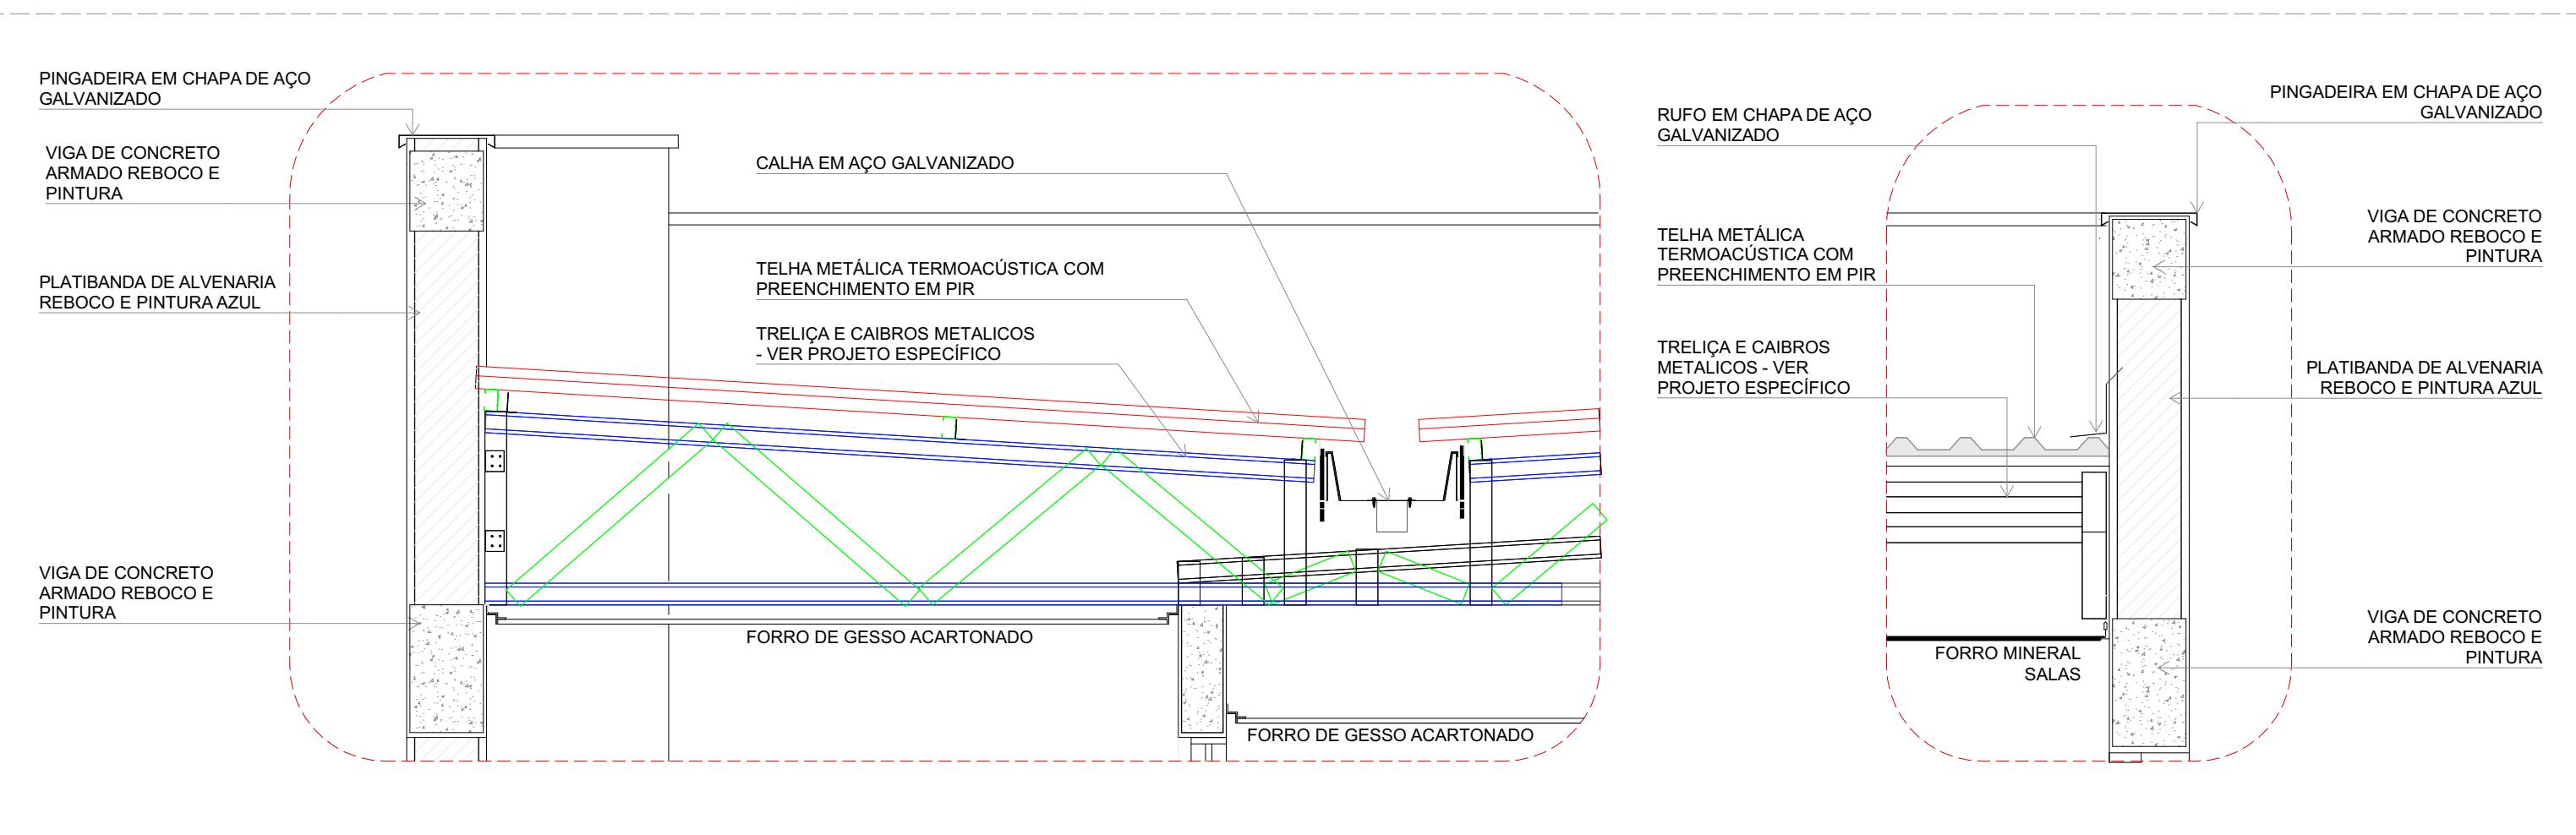 PINGADEIRA EM CHAPA DE AÇO
GALVANIZADO
VIGA DE CONCRETO
ARMADO REBOCO E
PINTURA
PLATIBANDA DE ALVENARIA
REBOCO E PINTURA AZUL
VIGA DE CONCRETO
ARMADO REBOCO E
PINTURA
CALHA EM AÇO GALVANIZADO
TELHA METÁLICA TERMOACÚSTICA COM
PREENCHIMENTO EM PIR
TRELIÇA E CAIBROS METALICOS
- VER PROJETO ESPECÍFICO
FORRO DE GESSO ACARTONADO
FORRO DE GESSO ACARTONADO
RUFO EM CHAPA DE AÇO
GALVANIZADO
TELHA METÁLICA
TERMOACÚSTICA COM
PREENCHIMENTO EM PIR
TRELIÇA E CAIBROS
METALICOS - VER
PROJETO ESPECÍFICO
FORRO MINERAL
SALAS
PINGADEIRA EM CHAPA DE AÇO
GALVANIZADO
VIGA DE CONCRETO
ARMADO REBOCO E
PINTURA
PLATIBANDA DE ALVENARIA
REBOCO E PINTURA AZUL
VIGA DE CONCRETO
ARMADO REBOCO E
PINTURA